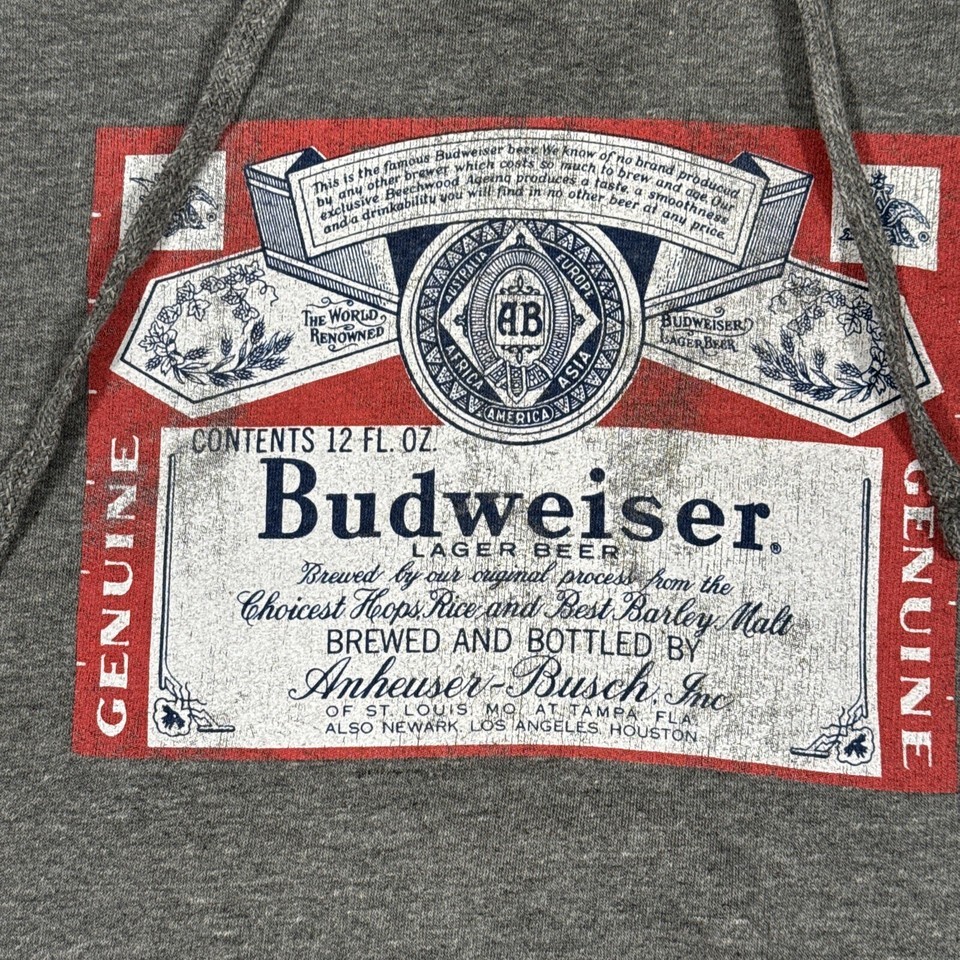 This is the famous Budweiser beer. We know of no brand produced
by any other brewer which costs so much to brew and age. Our
exclusive Beechwood Ageing produces a taste, a smoothness,
and a drinkability you will find in no other beer at any price.
THE WORLD
RENOWNED
BUDWEISER
LAGER BEER
AUSTRALIA
EUROPE
AB
AFRICA
ASIA
AMERICA
GENUINE
GENUINE
CONTENTS 12 FL. OZ.
Budweiser®
LAGER BEER
Brewed by our original process from the
Choicest Hops, Rice and Best Barley Malt
BREWED AND BOTTLED BY
Anheuser-Busch, Inc
OF ST LOUIS MO AT TAMPA FLA
ALSO NEWARK, LOS ANGELES, HOUSTON